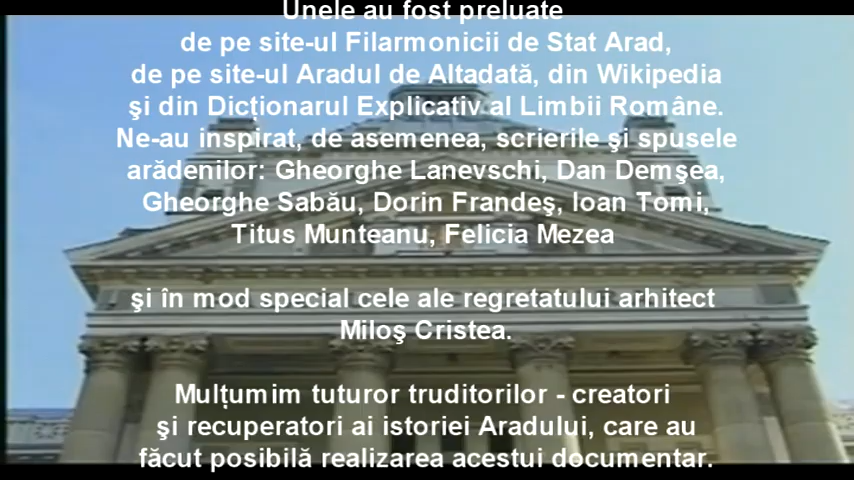 Unele au fost preluate
de pe site-ul Filarmonicii de Stat Arad,
de pe site-ul Aradul de Altadată, din Wikipedia
şi din Dicţionarul Explicativ al Limbii Române.
Ne-au inspirat, de asemenea, scrierile şi spusele
arădenilor: Gheorghe Lanevschi, Dan Demşea,
Gheorghe Sabău, Dorin Frandeş, Ioan Tomi,
Titus Munteanu, Felicia Mezea
şi în mod special cele ale regretatului arhitect
Miloş Cristea.
Mulţumim tuturor truditorilor - creatori
şi recuperatori ai istoriei Aradului, care au
făcut posibilă realizarea acestui documentar.